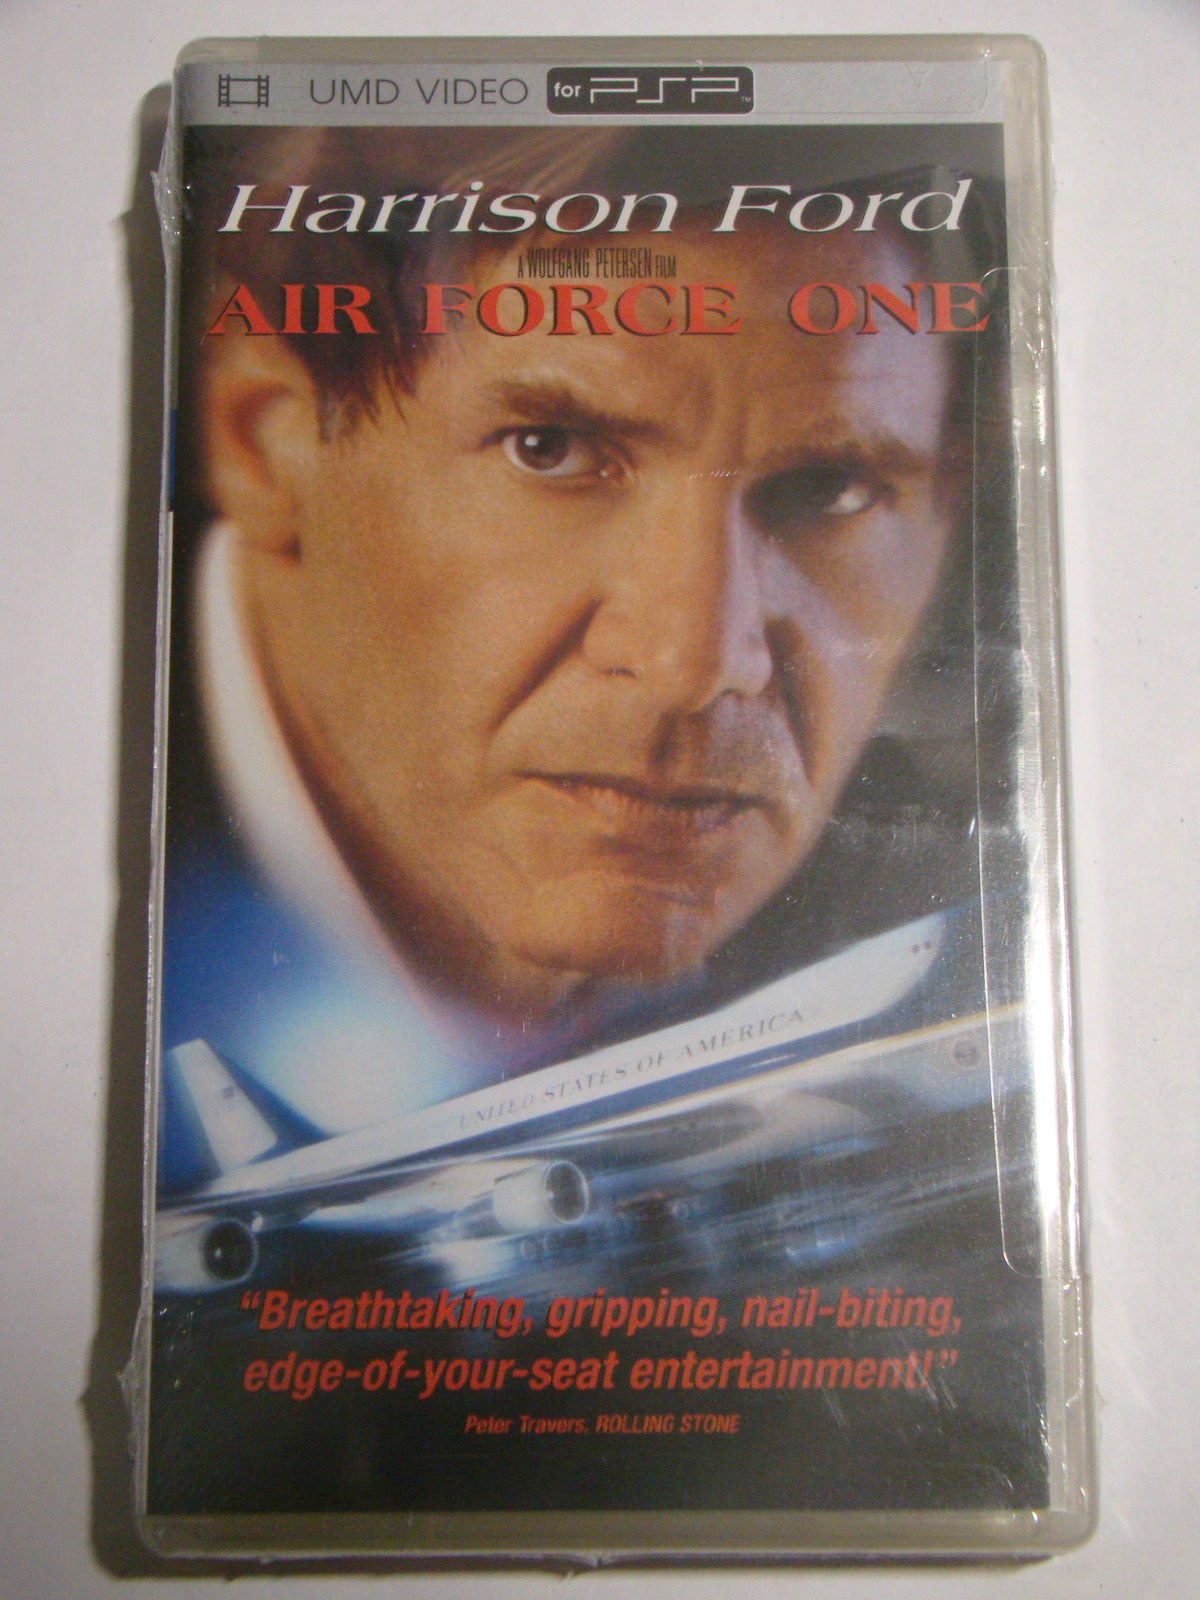 UMD VIDEO for PSP™
Harrison Ford
A WOLFGANG PETERSEN FILM
AIR FORCE ONE
UNITED STATES OF AMERICA
“Breathtaking, gripping, nail-biting,
edge-of-your-seat entertainment!”
Peter Travers, ROLLING STONE